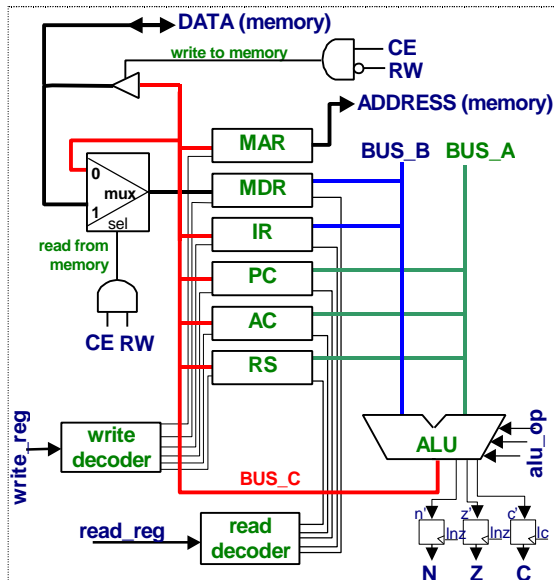 DATA (memory)
write to memory
CE
RW
ADDRESS (memory)
MAR
BUS_B
BUS_A
0
mux
MDR
1
sel
IR
read from
memory
PC
CE RW
AC
RS
write_reg
write
decoder
ALU
alu_op
BUS_C
read_reg
read
decoder
n'
lnz
z'
lnz
c'
lc
N
Z
C